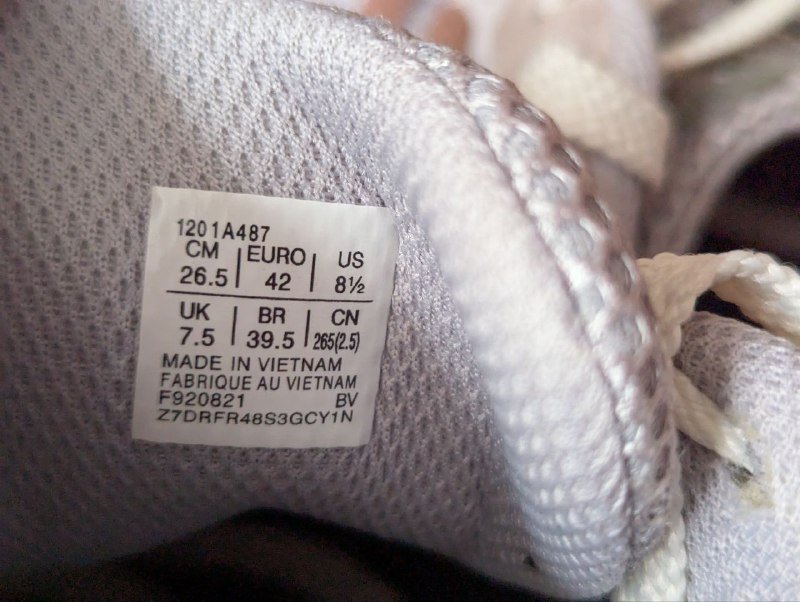 1201A487
CM EURO US
26.5 42 8½
UK BR CN
7.5 39.5 265(2.5)
MADE IN VIETNAM
FABRIQUE AU VIETNAM
F920821 BV
Z7DRFR48S3GCY1N